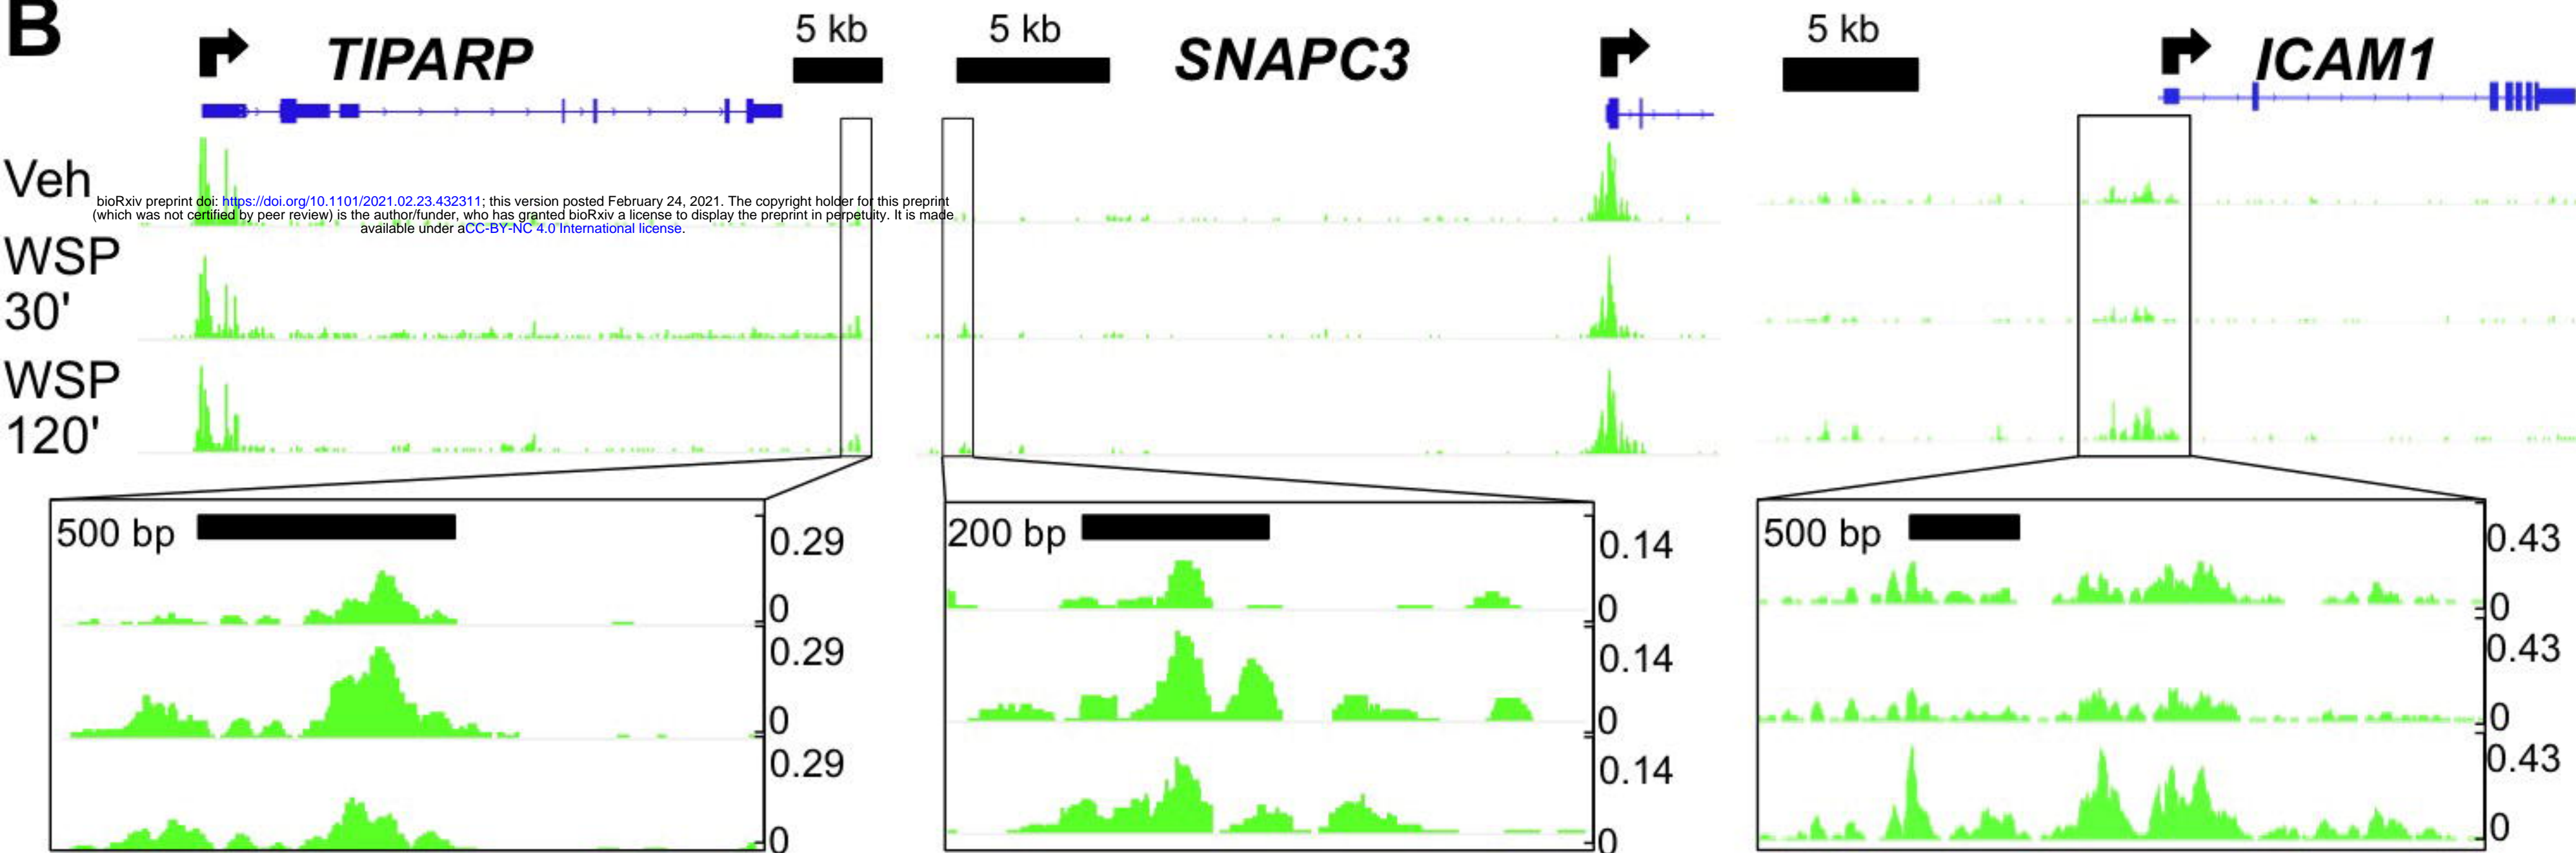 B
TIPARP
5 kb
5 kb
SNAPC3
5 kb
ICAM1
Veh
bioRxiv preprint doi: https://doi.org/10.1101/2021.02.23.432311; this version posted February 24, 2021. The copyright holder for this preprint
(which was not certified by peer review) is the author/funder, who has granted bioRxiv a license to display the preprint in perpetuity. It is made
available under aCC-BY-NC 4.0 International license.
WSP
30'
WSP
120'
500 bp
0.29
0
0.29
0
0.29
0
200 bp
0.14
0
0.14
0
0.14
0
500 bp
0.43
0
0.43
0
0.43
0